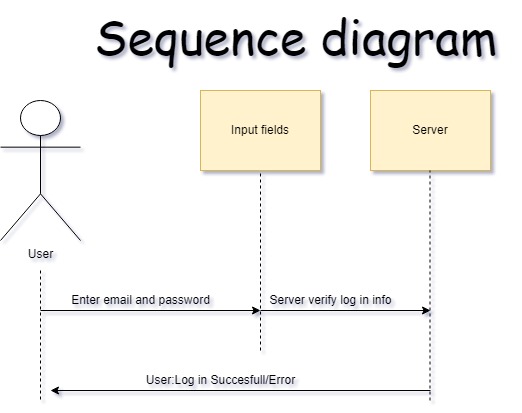 Sequence diagram
Input fields
Server
User
Enter email and password
Server verify log in info
User:Log in Succesfull/Error